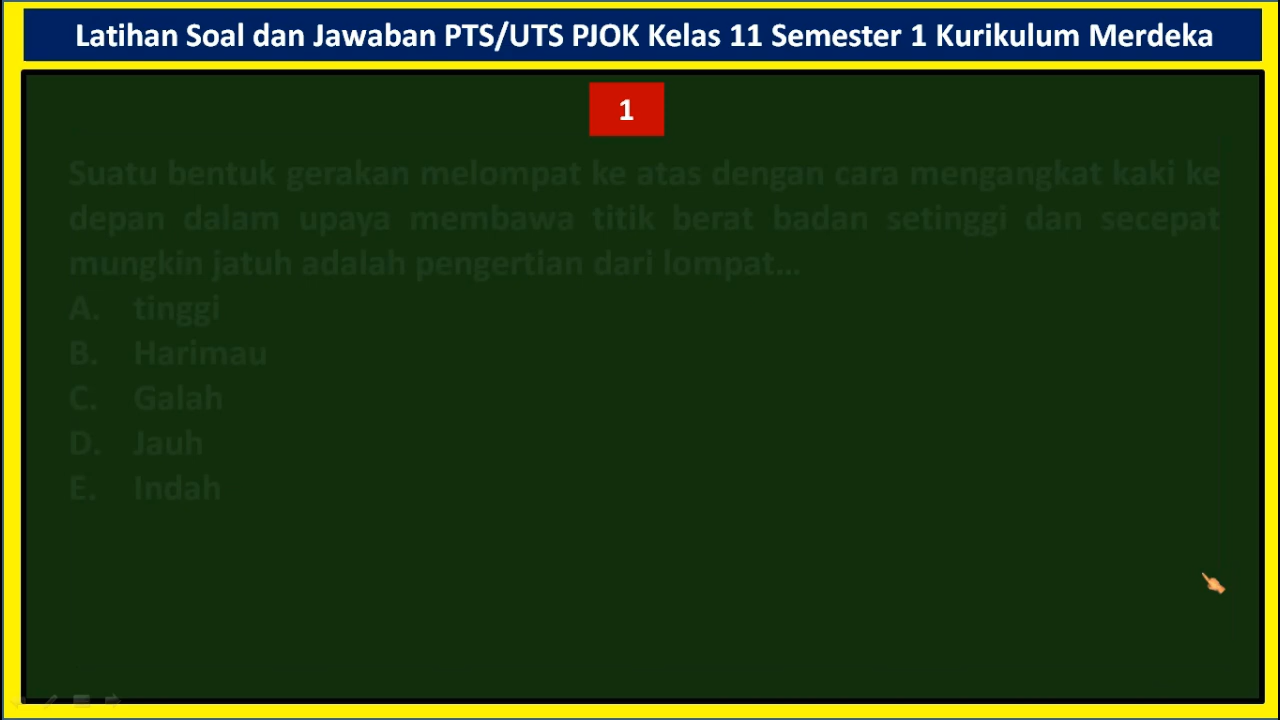 Latihan Soal dan Jawaban PTS/UTS PJOK Kelas 11 Semester 1 Kurikulum Merdeka
1
Suatu bentuk gerakan melompat ke atas dengan cara mengangkat kaki ke
depan dalam upaya membawa titik berat badan setinggi dan secepat
mungkin jatuh adalah pengertian dari lompat...
A. tinggi
B. Harimau
C. Galah
D. Jauh
E. Indah